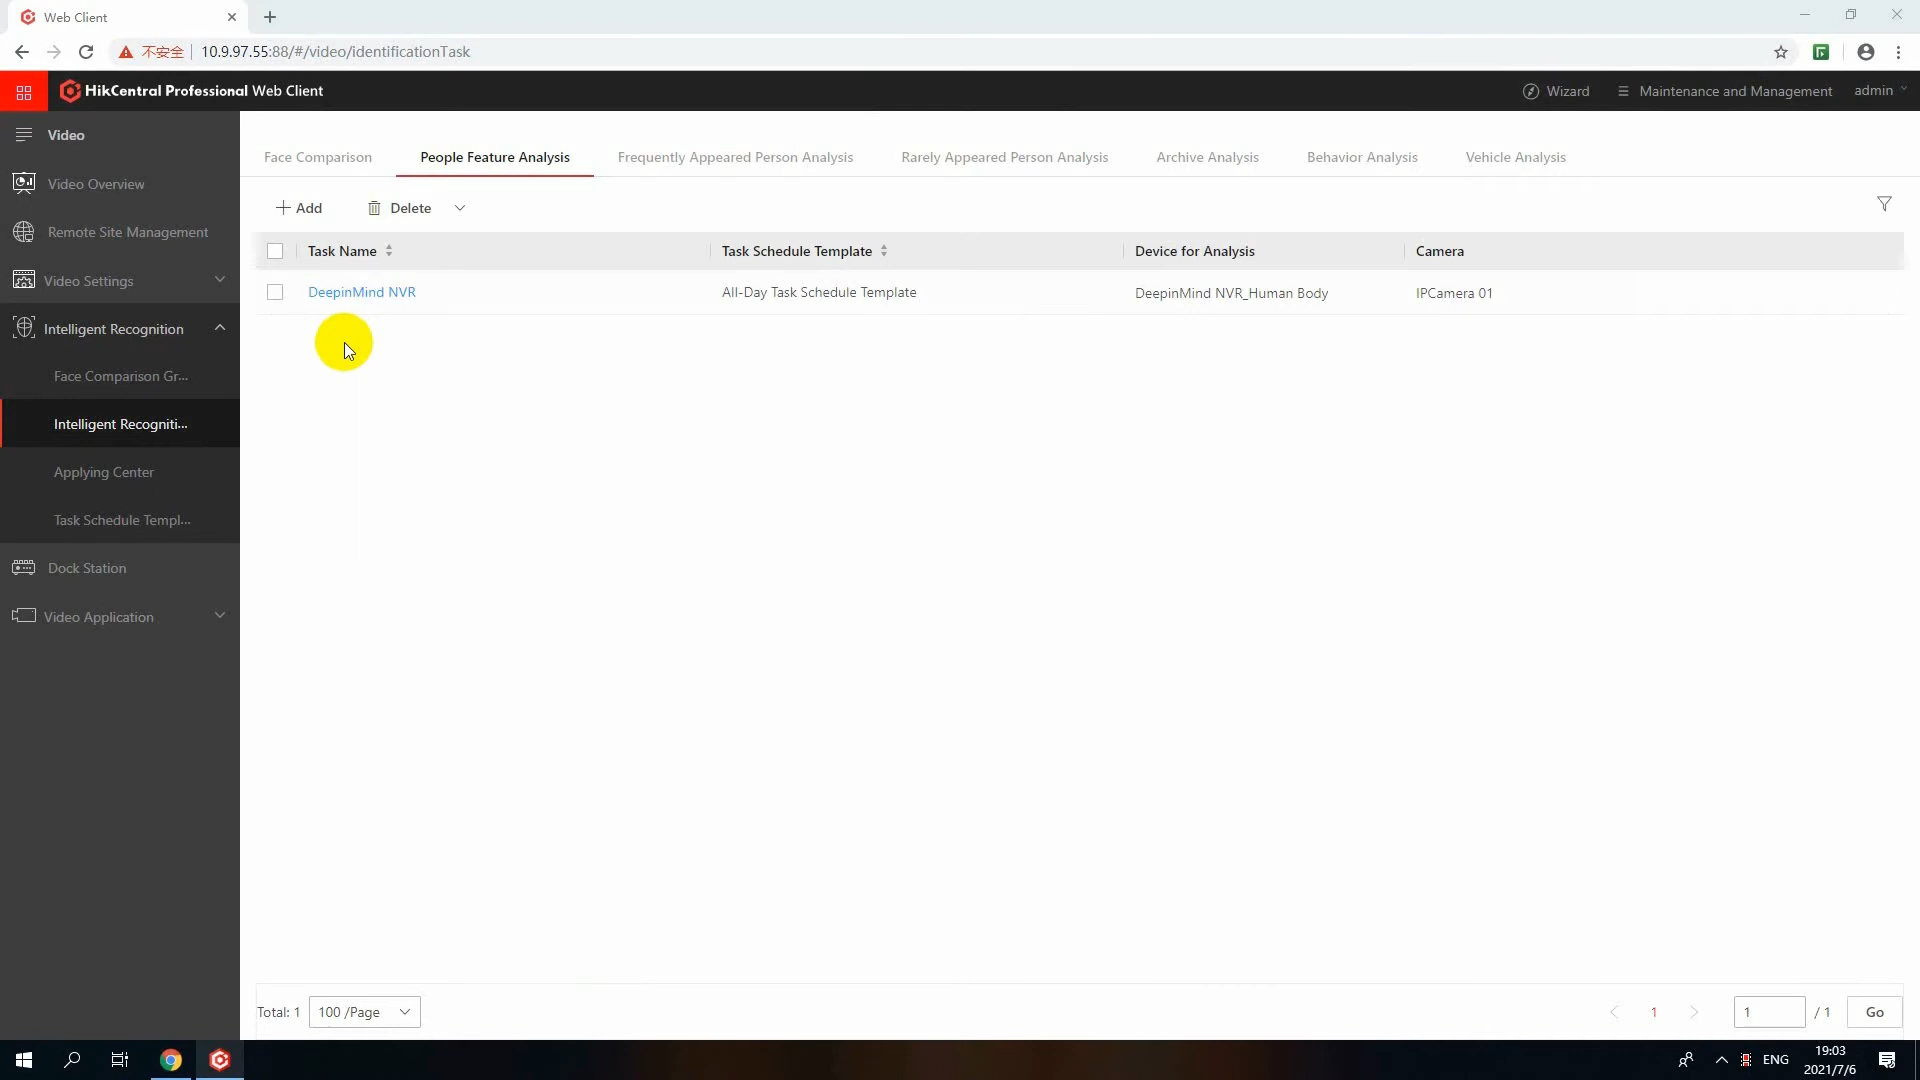 Web Client
不安全 10.9.97.55:88/#/video/identificationTask
HikCentral Professional Web Client
Wizard
Maintenance and Management
admin
Video
Video Overview
Remote Site Management
Video Settings
Intelligent Recognition
Face Comparison Gr...
Intelligent Recogniti...
Applying Center
Task Schedule Templ...
Dock Station
Video Application
Face Comparison People Feature Analysis Frequently Appeared Person Analysis Rarely Appeared Person Analysis Archive Analysis Behavior Analysis Vehicle Analysis
Add Delete
Task Name Task Schedule Template Device for Analysis Camera
DeepinMind NVR All-Day Task Schedule Template DeepinMind NVR_Human Body IPCamera 01
Total: 1 100 /Page 1 1 / 1 Go
ENG
19:03
2021/7/6